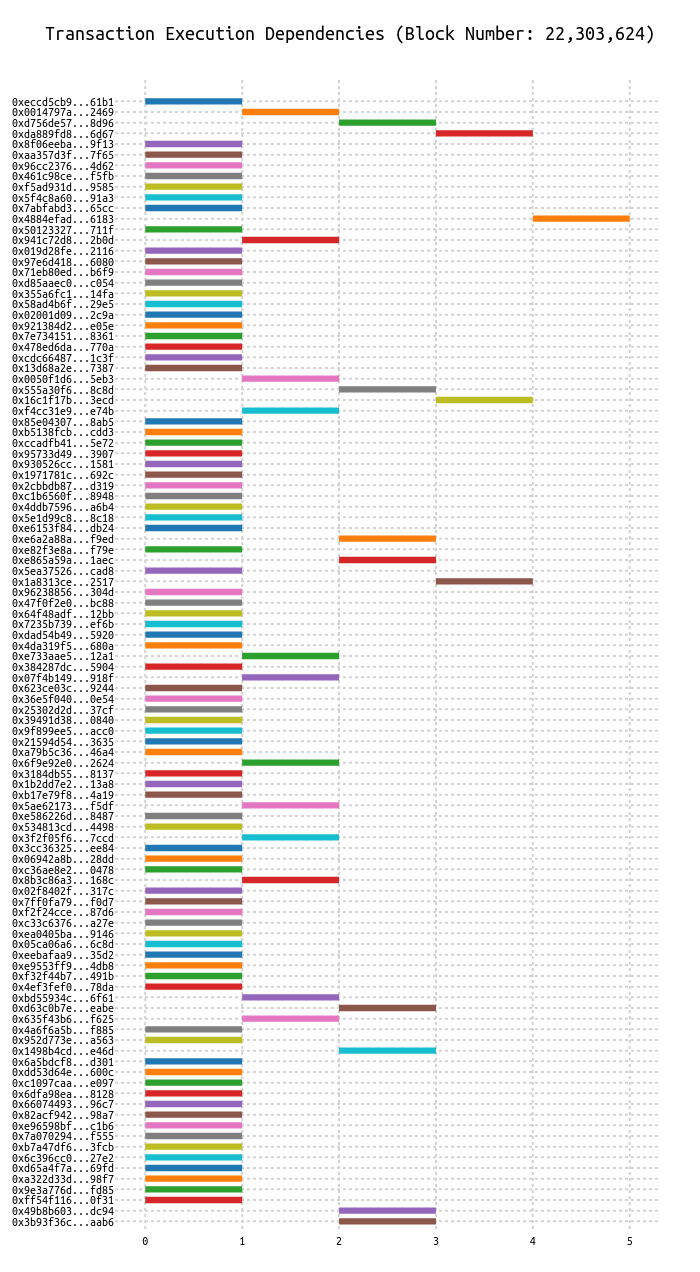 Transaction Execution Dependencies (Block Number: 22,303,624)
0xeccd5cb9...61b1
0x0014797a...2469
0xd756de57...8d96
0xda889fd8...6d67
0x8f06eeba...9f13
0xaa357d3f...7f65
0x96cc2376...4d62
0x461c98ce...f5fb
0xf5ad931d...9585
0x5f4c8a60...91a3
0x7abfabd3...65cc
0x4884efad...6183
0x50123327...711f
0x941c72d8...2b0d
0x019d28fe...2116
0x97e6d418...6080
0x71eb80ed...b6f9
0xd85aaec0...c054
0x355a6fc1...14fa
0x58ad4b6f...29e5
0x02001d09...2c9a
0x921384d2...e05e
0x7e734151...8361
0x478ed6da...770a
0xcdc66487...1c3f
0x13d68a2e...7387
0x0050f1d6...5eb3
0x555a30f6...8c8d
0x16c1f17b...3ecd
0xf4cc31e9...e74b
0x85e04307...8ab5
0xb5138fcb...cdd3
0xccadfb41...5e72
0x95733d49...3907
0x930526cc...1581
0x1971781c...692c
0x2cbbdb87...d319
0xc1b6560f...8948
0x4ddb7596...a6b4
0x5e1d99c8...8c18
0xe6153f84...db24
0xe6a2a88a...f9ed
0xe82f3e8a...f79e
0xe865a59a...1aec
0x5ea37526...cad8
0x1a8313ce...2517
0x96238856...304d
0x47f0f2e0...bc88
0x64f48adf...12bb
0x7235b739...ef6b
0xdad54b49...5920
0x4da319f5...680a
0xe733aae5...12a1
0x384287dc...5904
0x07f4b149...918f
0x623ce03c...9244
0x36e5f040...0e54
0x25302d2d...37cf
0x39491d38...0840
0x9f899ee5...acc0
0x21594d54...3635
0xa79b5c36...46a4
0x6f9e92e0...2624
0x3184db55...8137
0x1b2dd7e2...13a8
0xb17e79f8...4a19
0x5ae62173...f5df
0xe586226d...8487
0x534813cd...4498
0x3f2f05f6...7ccd
0x3cc36325...ee84
0x06942a8b...28dd
0xc36ae8e2...0478
0x8b3c86a3...168c
0x02f8402f...317c
0x7ff0fa79...f0d7
0xf2f24cce...87d6
0xc33c6376...a27e
0xea0405ba...9146
0x05ca06a6...6c8d
0xeebafaa9...35d2
0xe9553ff9...4db8
0xf32f44b7...491b
0x4ef3fef0...78da
0xbd55934c...6f61
0xd63c0b7e...eabe
0x635f43b6...f625
0x4a6f6a5b...f885
0x952d773e...a563
0x1498b4cd...e46d
0x6a5bdcf8...d301
0xdd53d64e...600c
0xc1097caa...e097
0x6dfa98ea...8128
0x66074493...96c7
0x82acf942...98a7
0xe96598bf...c1b6
0x7a070294...f555
0xb7a47df6...3fcb
0x6c396cc0...27e2
0xd65a4f7a...69fd
0xa322d33d...98f7
0x9e3a776d...fd85
0xff54f116...0f31
0x49b8b603...dc94
0x3b93f36c...aab6
0 1 2 3 4 5